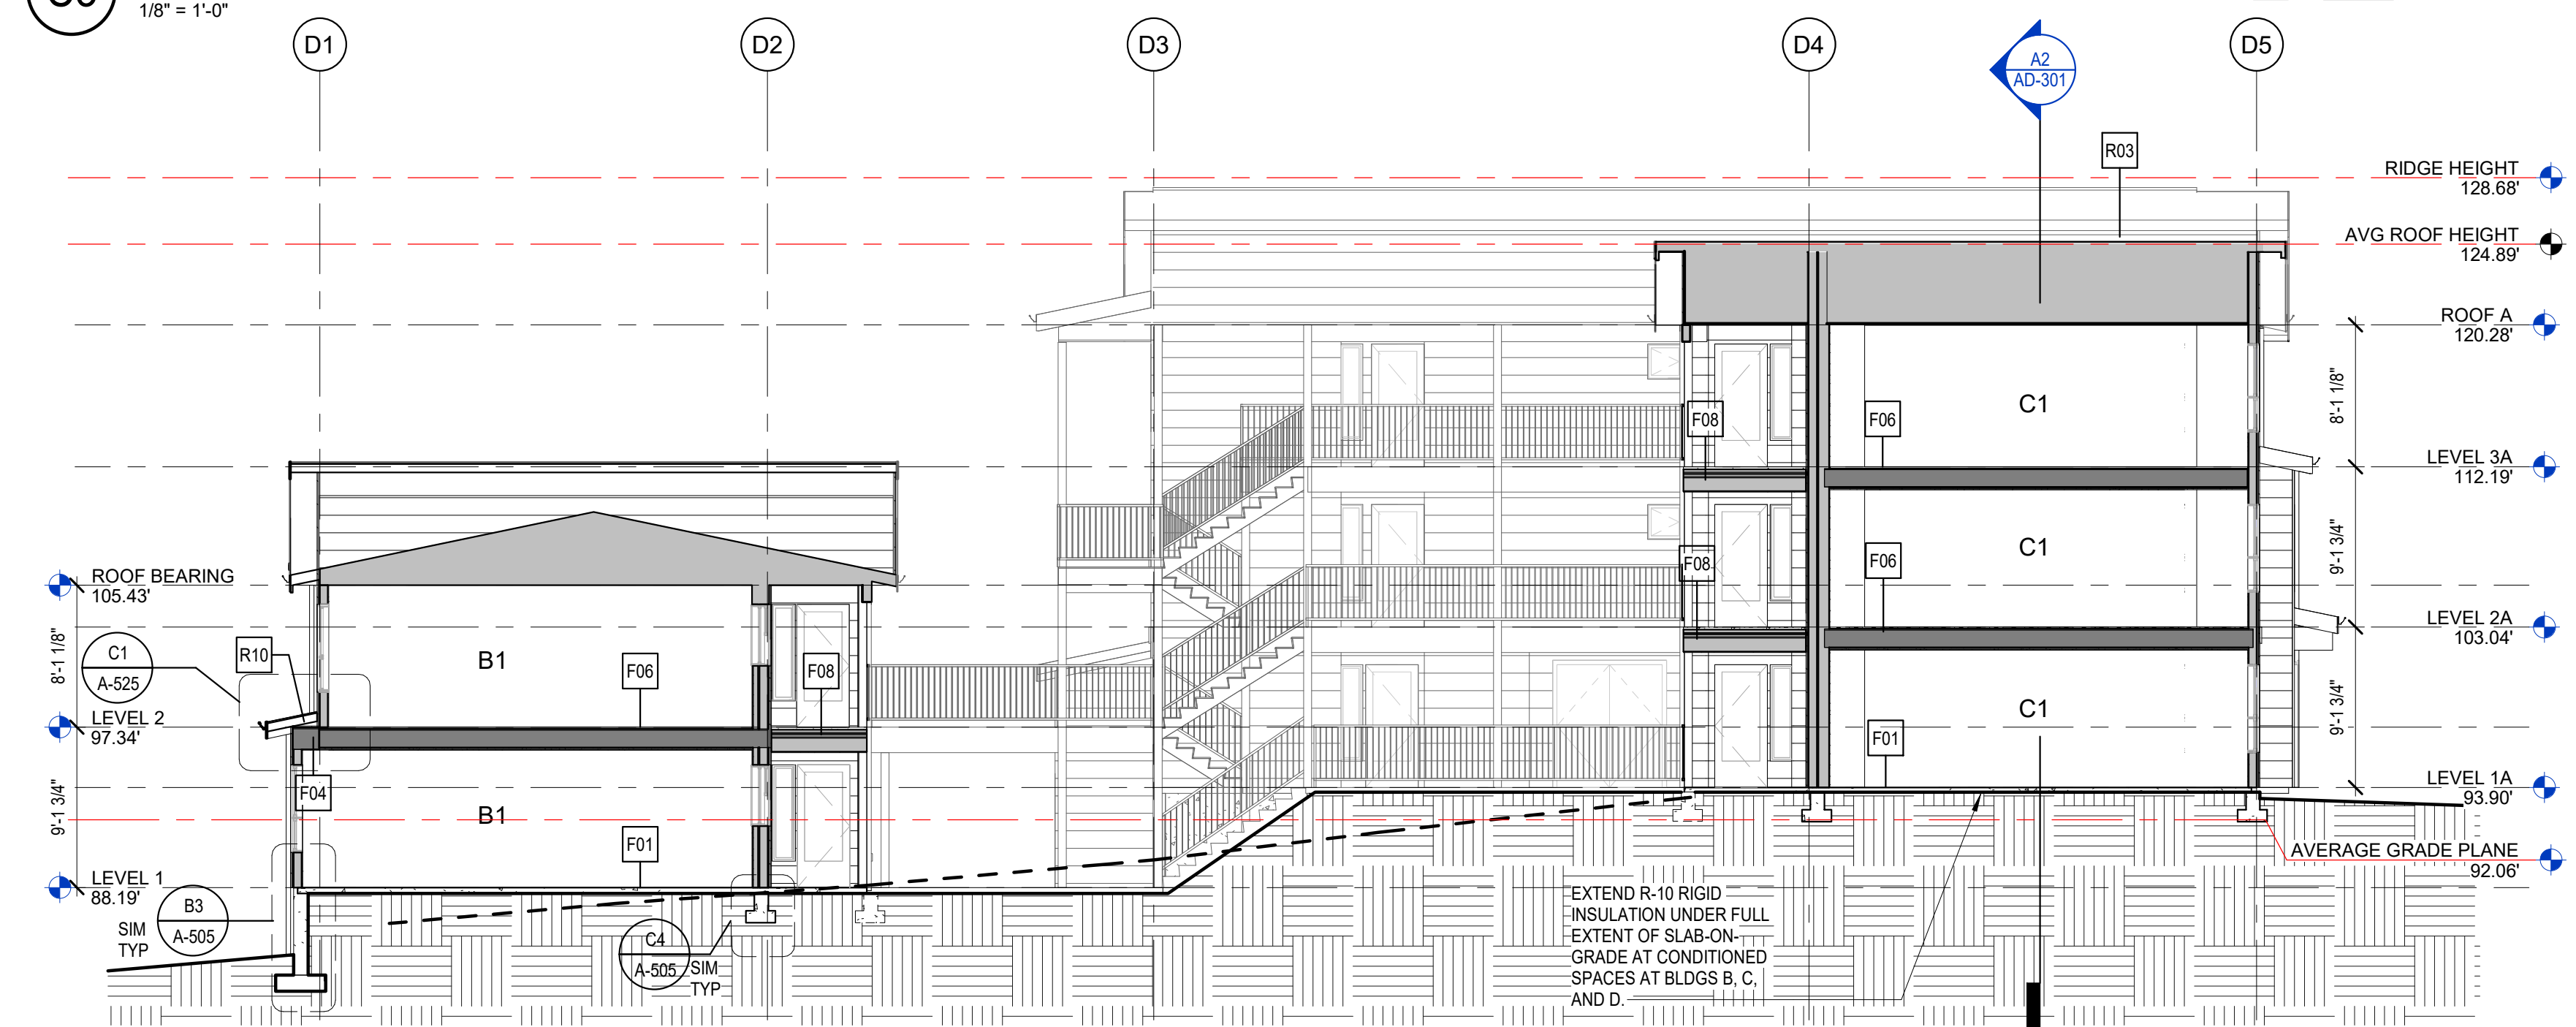 1/8" = 1'-0"
D1
D2
D3
D4
D5
A2
AD-301
R03
RIDGE HEIGHT
128.68'
AVG ROOF HEIGHT
124.89'
ROOF A
120.28'
8'-1 1/8"
C1
F08
F06
LEVEL 3A
112.19'
9'-1 3/4"
C1
F08
F06
ROOF BEARING
105.43'
LEVEL 2A
103.04'
8'-1 1/8"
C1
A-525
R10
B1
F06
F08
9'-1 3/4"
C1
F01
LEVEL 2
97.34'
F04
LEVEL 1A
93.90'
9'-1 3/4"
B1
F01
AVERAGE GRADE PLANE
92.06'
LEVEL 1
88.19'
B3
A-505
SIM
TYP
C4
A-505
SIM
TYP
EXTEND R-10 RIGID
INSULATION UNDER FULL
EXTENT OF SLAB-ON-
GRADE AT CONDITIONED
SPACES AT BLDGS B, C,
AND D.